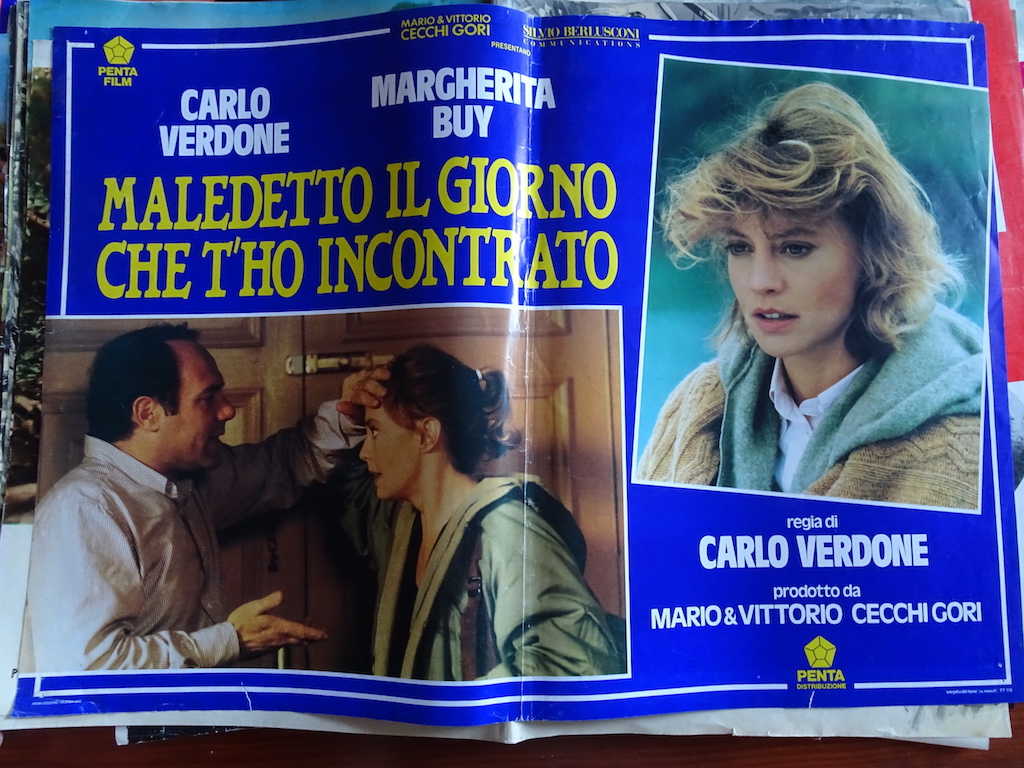 PENTA
FILM
MARIO & VITTORIO
CECCHI GORI
SILVIO BERLUSCONI
COMMUNICATIONS
PRESENTANO
CARLO
VERDONE
MARGHERITA
BUY
MALEDETTO IL GIORNO
CHE T'HO INCONTRATO
regia di
CARLO VERDONE
prodotto da
MARIO & VITTORIO CECCHI GORI
PENTA
DISTRIBUZIONE